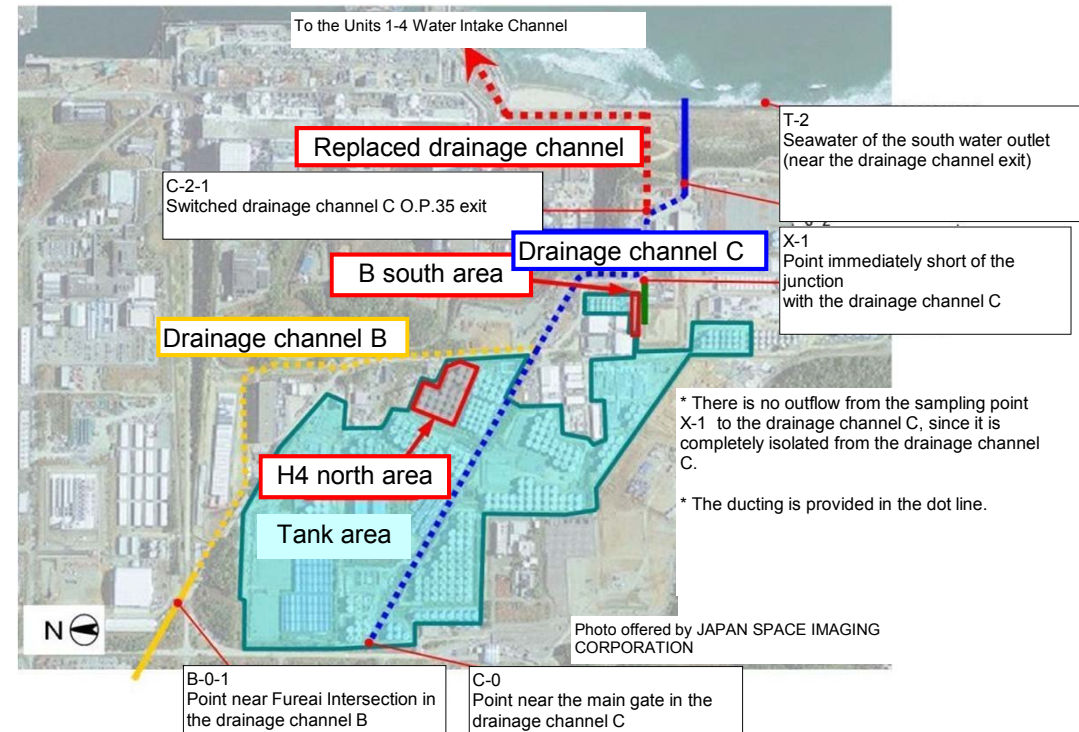 To the Units 1-4 Water Intake Channel
Replaced drainage channel
T-2
Seawater of the south water outlet
(near the drainage channel exit)
C-2-1
Switched drainage channel C O.P.35 exit
Drainage channel C
X-1
Point immediately short of the
junction
with the drainage channel C
B south area
Drainage channel B
* There is no outflow from the sampling point
X-1 to the drainage channel C, since it is
completely isolated from the drainage channel
C.
* The ducting is provided in the dot line.
H4 north area
Tank area
N
Photo offered by JAPAN SPACE IMAGING
CORPORATION
B-0-1
Point near Fureai Intersection in
the drainage channel B
C-0
Point near the main gate in the
drainage channel C